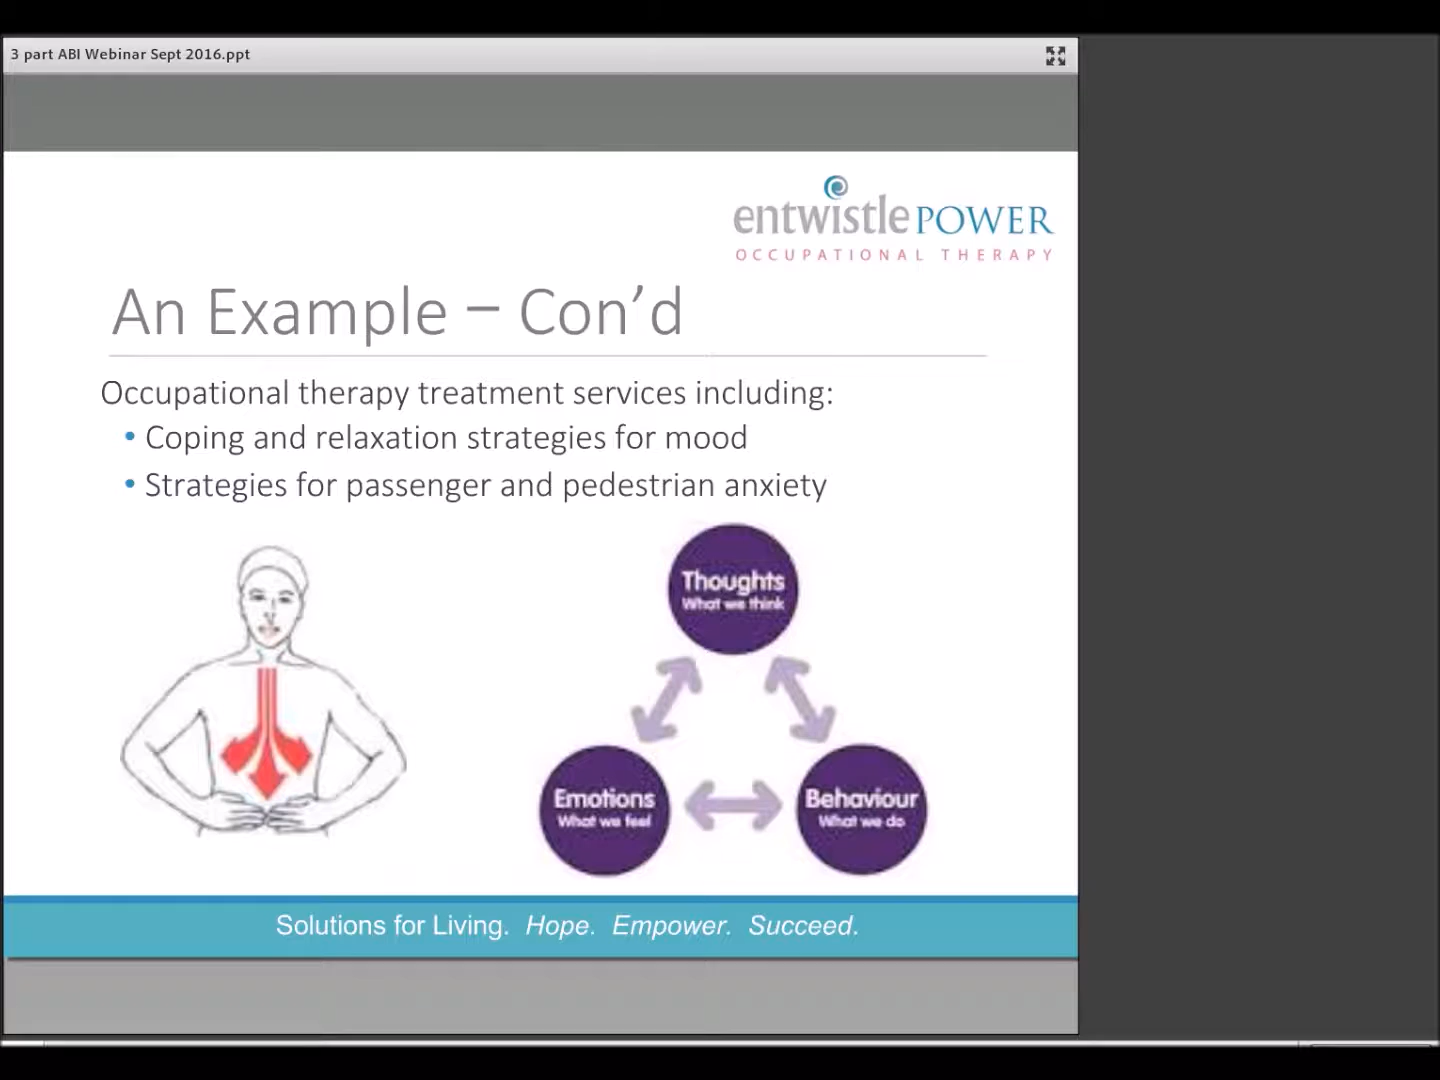 3 part ABI Webinar Sept 2016.ppt
entwistle POWER
OCCUPATIONAL THERAPY
An Example – Con’d
Occupational therapy treatment services including:
• Coping and relaxation strategies for mood
• Strategies for passenger and pedestrian anxiety
Thoughts
What we think
Emotions
What we feel
Behaviour
What we do
Solutions for Living. Hope. Empower. Succeed.